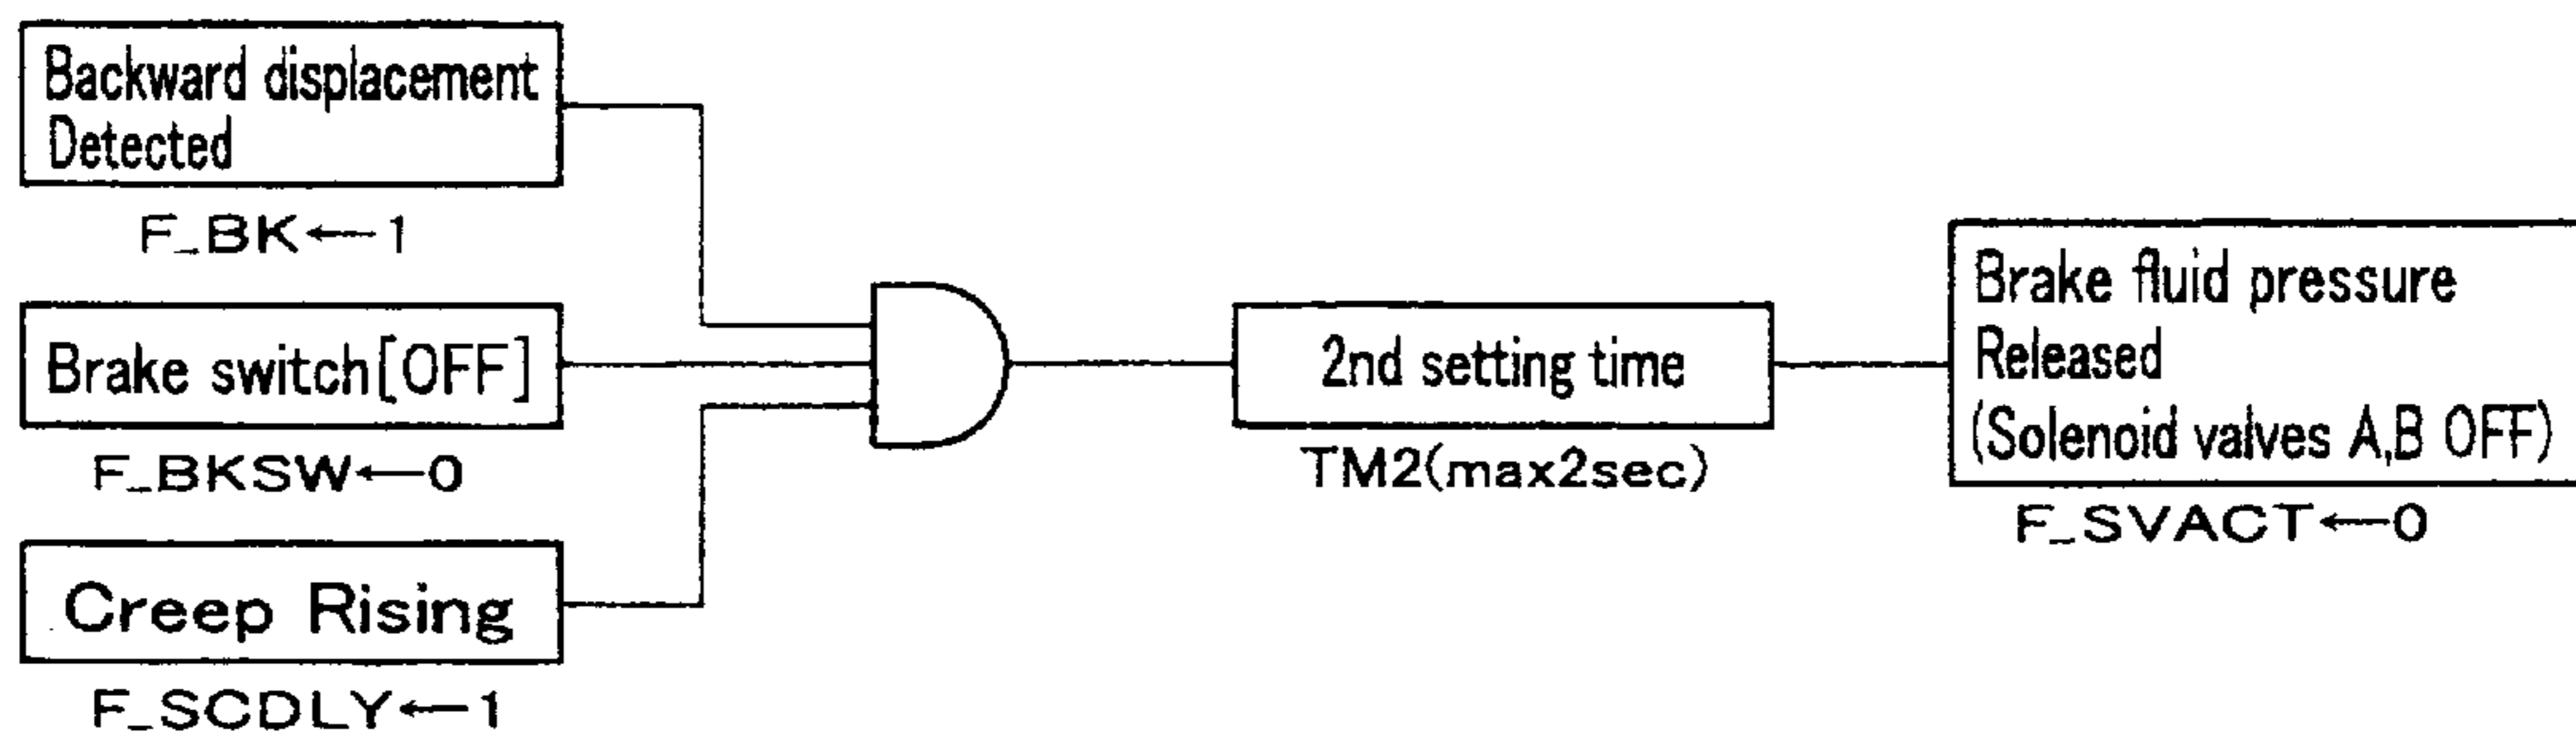 Backward displacement
Detected
F_BK←1
Brake switch[OFF]
F_BKSW←0
Creep Rising
F_SCDLY←1
2nd setting time
TM2(max2sec)
Brake fluid pressure
Released
(Solenoid valves A,B OFF)
F_SVACT←0